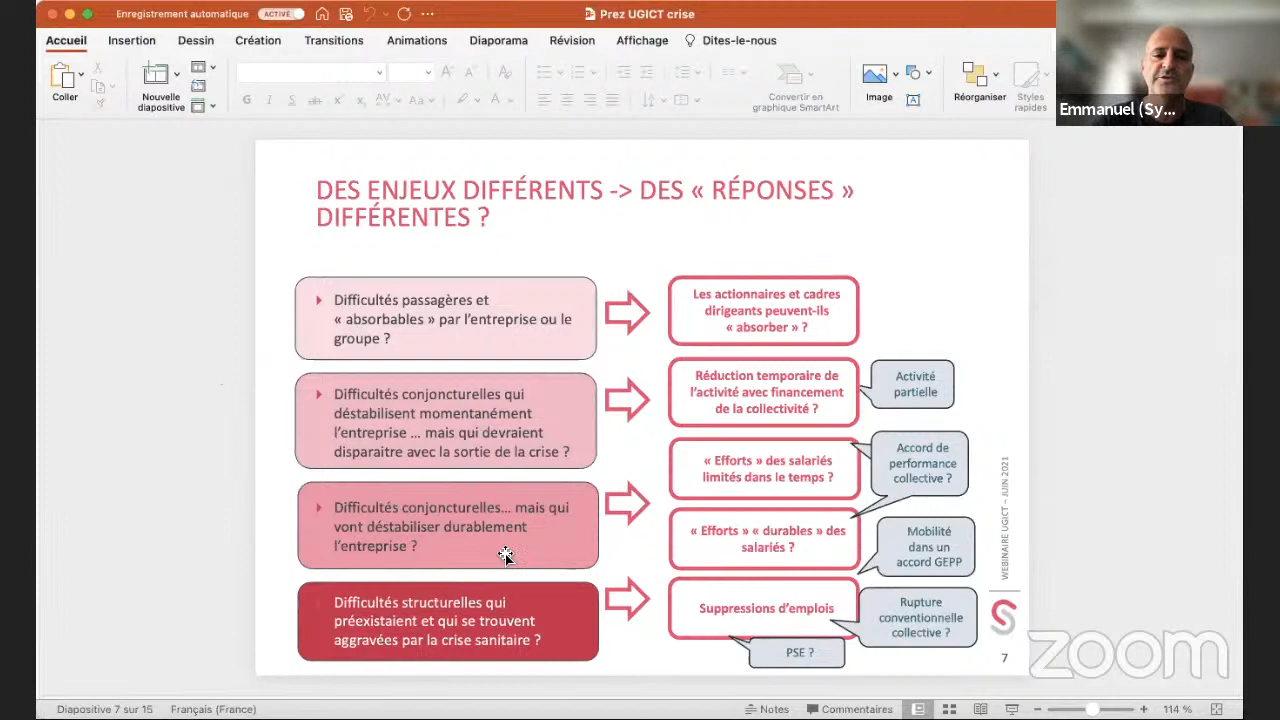 Enregistrement automatique
ACTIVÉ
Prez UGICT crise
Accueil
Insertion
Dessin
Création
Transitions
Animations
Diaporama
Révision
Affichage
Dites-le-nous
Coller
Nouvelle
diapositive
G I S ab x² x₂ AV Aa A
Convertir en
graphique SmartArt
Image
Réorganiser
Styles
rapides
Emmanuel (Sy...
DES ENJEUX DIFFÉRENTS -> DES « RÉPONSES »
DIFFÉRENTES ?
Difficultés passagères et
« absorbables » par l’entreprise ou le
groupe ?
Les actionnaires et cadres
dirigeants peuvent-ils
« absorber » ?
Difficultés conjoncturelles qui
déstabilisent momentanément
l’entreprise … mais qui devraient
disparaitre avec la sortie de la crise ?
Réduction temporaire de
l’activité avec financement
de la collectivité ?
Activité
partielle
« Efforts » des salariés
limités dans le temps ?
Accord de
performance
collective ?
Difficultés conjoncturelles… mais qui
vont déstabiliser durablement
l’entreprise ?
« Efforts » « durables » des
salariés ?
Mobilité
dans un
accord GEPP
Difficultés structurelles qui
préexistaient et qui se trouvent
aggravées par la crise sanitaire ?
Suppressions d’emplois
Rupture
conventionnelle
collective ?
PSE ?
WEBINAIRE UGICT – JUIN 2021
7
zoom
Diapositive 7 sur 15
Français (France)
Notes
Commentaires
114 %